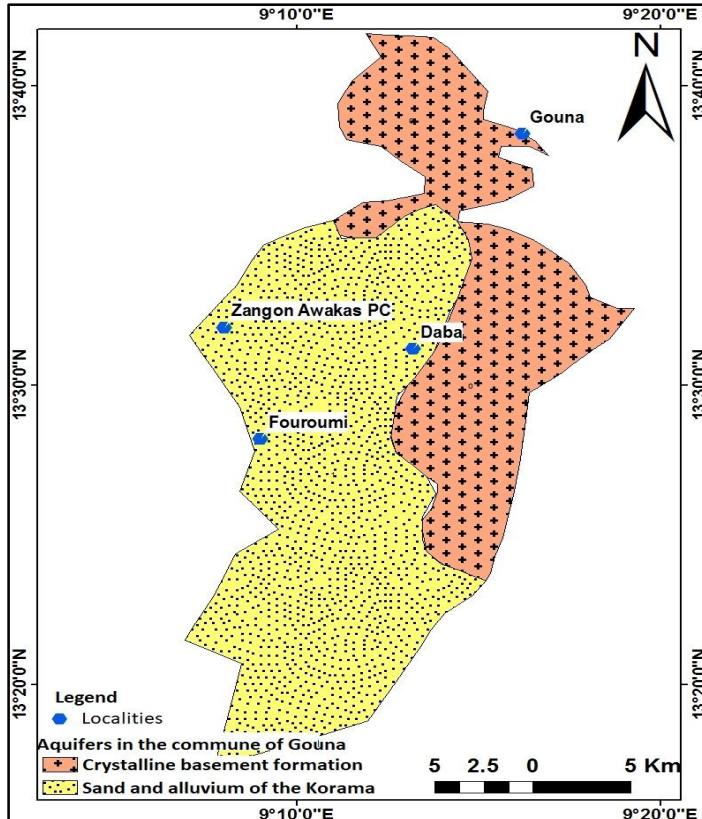 9°10'0"E 9°20'0"E
N
13°40'0"N 13°40'0"N
Gouna
Zangon Awakas PC
Daba
13°30'0"N 13°30'0"N
Fouroumi
13°20'0"N 13°20'0"N
Legend
Localities
Aquifers in the commune of Gouna
Crystalline basement formation
Sand and alluvium of the Korama
5 2.5 0 5 Km
9°10'0"E 9°20'0"E